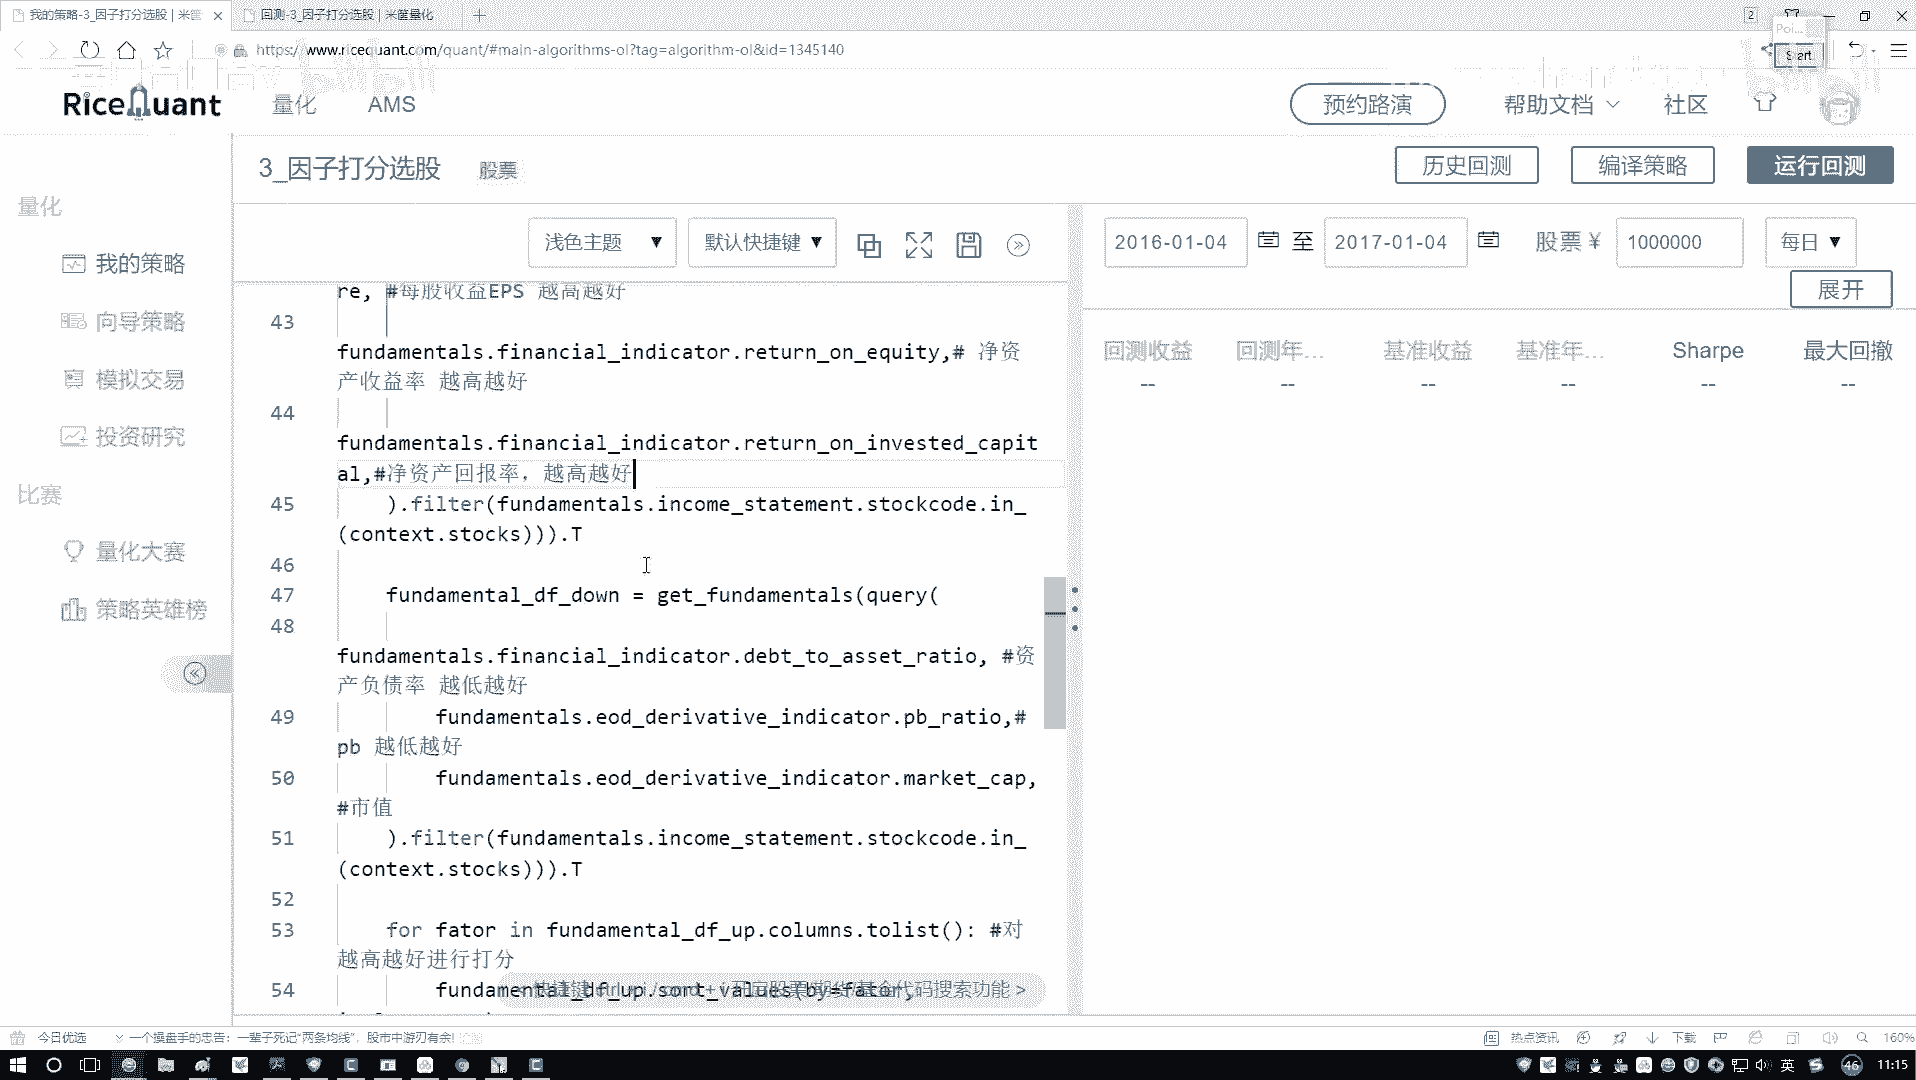 我的策略-3_因子打分选股 | 米筐
回测-3_因子打分选股 | 米筐量化
2
https://www.ricequant.com/quant/#main-algorithms-ol?tag=algorithm-ol&id=1345140
Start
RiceQuant
量化
AMS
预约路演
帮助文档
社区
3_因子打分选股
股票
历史回测
编译策略
运行回测
量化
我的策略
向导策略
模拟交易
投资研究
比赛
量化大赛
策略英雄榜
浅色主题 ▼
默认快捷键 ▼
2016-01-04
至
2017-01-04
股票 ¥
1000000
每日 ▼
展开
回测收益
回测年...
基准收益
基准年...
Sharpe
最大回撤
--
--
--
--
--
--
re, #每股收益EPS 越高越好
43
fundamentals.financial_indicator.return_on_equity,# 净资
产收益率 越高越好
44
fundamentals.financial_indicator.return_on_invested_capit
al,#净资产回报率，越高越好
45 ).filter(fundamentals.income_statement.stockcode.in_
(context.stocks))).T
46
47 fundamental_df_down = get_fundamentals(query(
48
fundamentals.financial_indicator.debt_to_asset_ratio, #资
产负债率 越低越好
49 fundamentals.eod_derivative_indicator.pb_ratio,#
pb 越低越好
50 fundamentals.eod_derivative_indicator.market_cap,
#市值
51 ).filter(fundamentals.income_statement.stockcode.in_
(context.stocks))).T
52
53 for fator in fundamental_df_up.columns.tolist(): #对
越高越好进行打分
54 fundamental_df_up.sort_values(by=fator,
今日优选
一个操盘手的忠告：一辈子死记“两条均线”，股市中游刃有余!
热点资讯
下载
160%
英
46
11:15